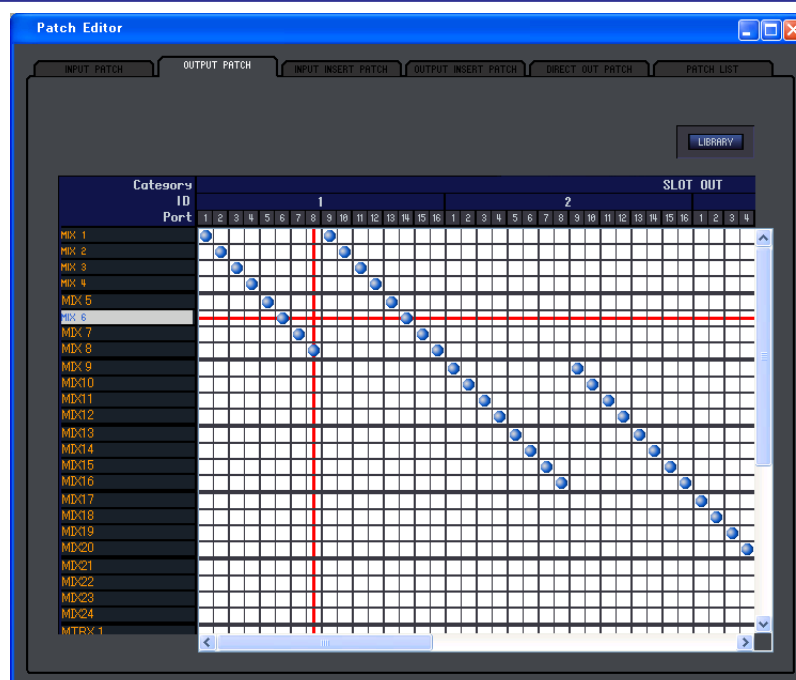 Patch Editor
INPUT PATCH OUTPUT PATCH INPUT INSERT PATCH OUTPUT INSERT PATCH DIRECT OUT PATCH PATCH LIST
LIBRARY
Category SLOT OUT
ID 1 2
Port 1 2 3 4 5 6 7 8 9 10 11 12 13 14 15 16 1 2 3 4 5 6 7 8 9 10 11 12 13 14 15 16 1 2 3 4
MIX 1
MIX 2
MIX 3
MIX 4
MIX 5
MIX 6
MIX 7
MIX 8
MIX 9
MIX10
MIX11
MIX12
MIX13
MIX14
MIX15
MIX16
MIX17
MIX18
MIX19
MIX20
MIX21
MIX22
MIX23
MIX24
MTRX 1